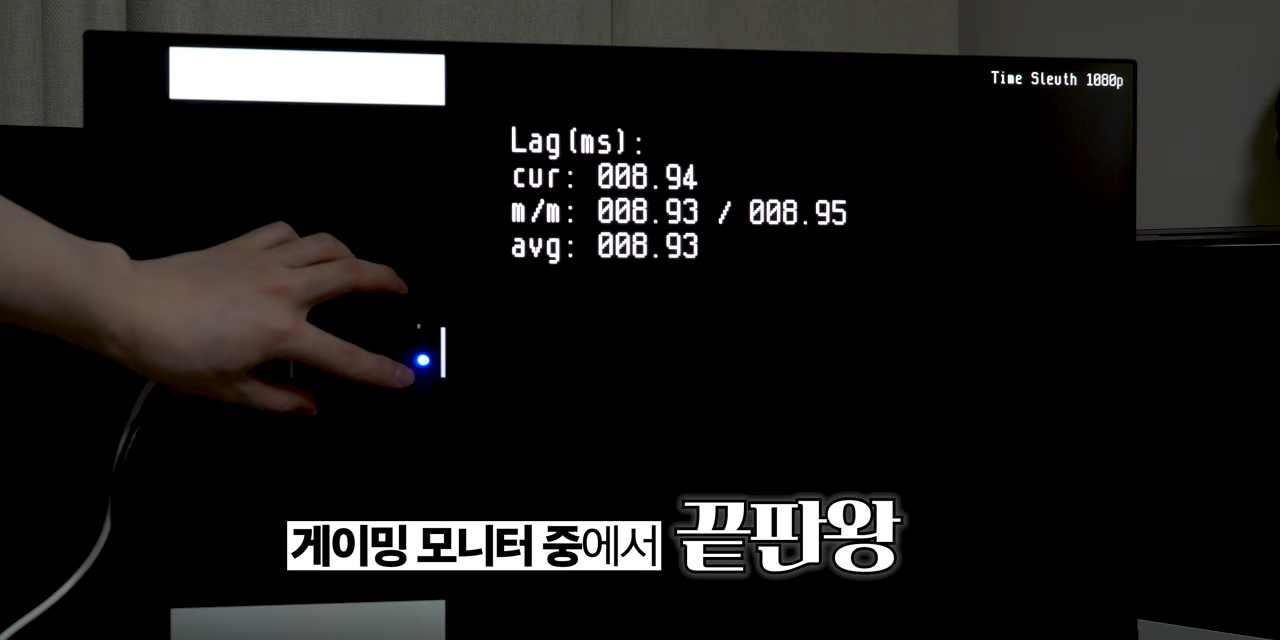 Time Sleuth 1080p
Lag(ms):
cur: 008.94
m/m: 008.93 / 008.95
avg: 008.93
게이밍 모니터 중에서 끝판왕